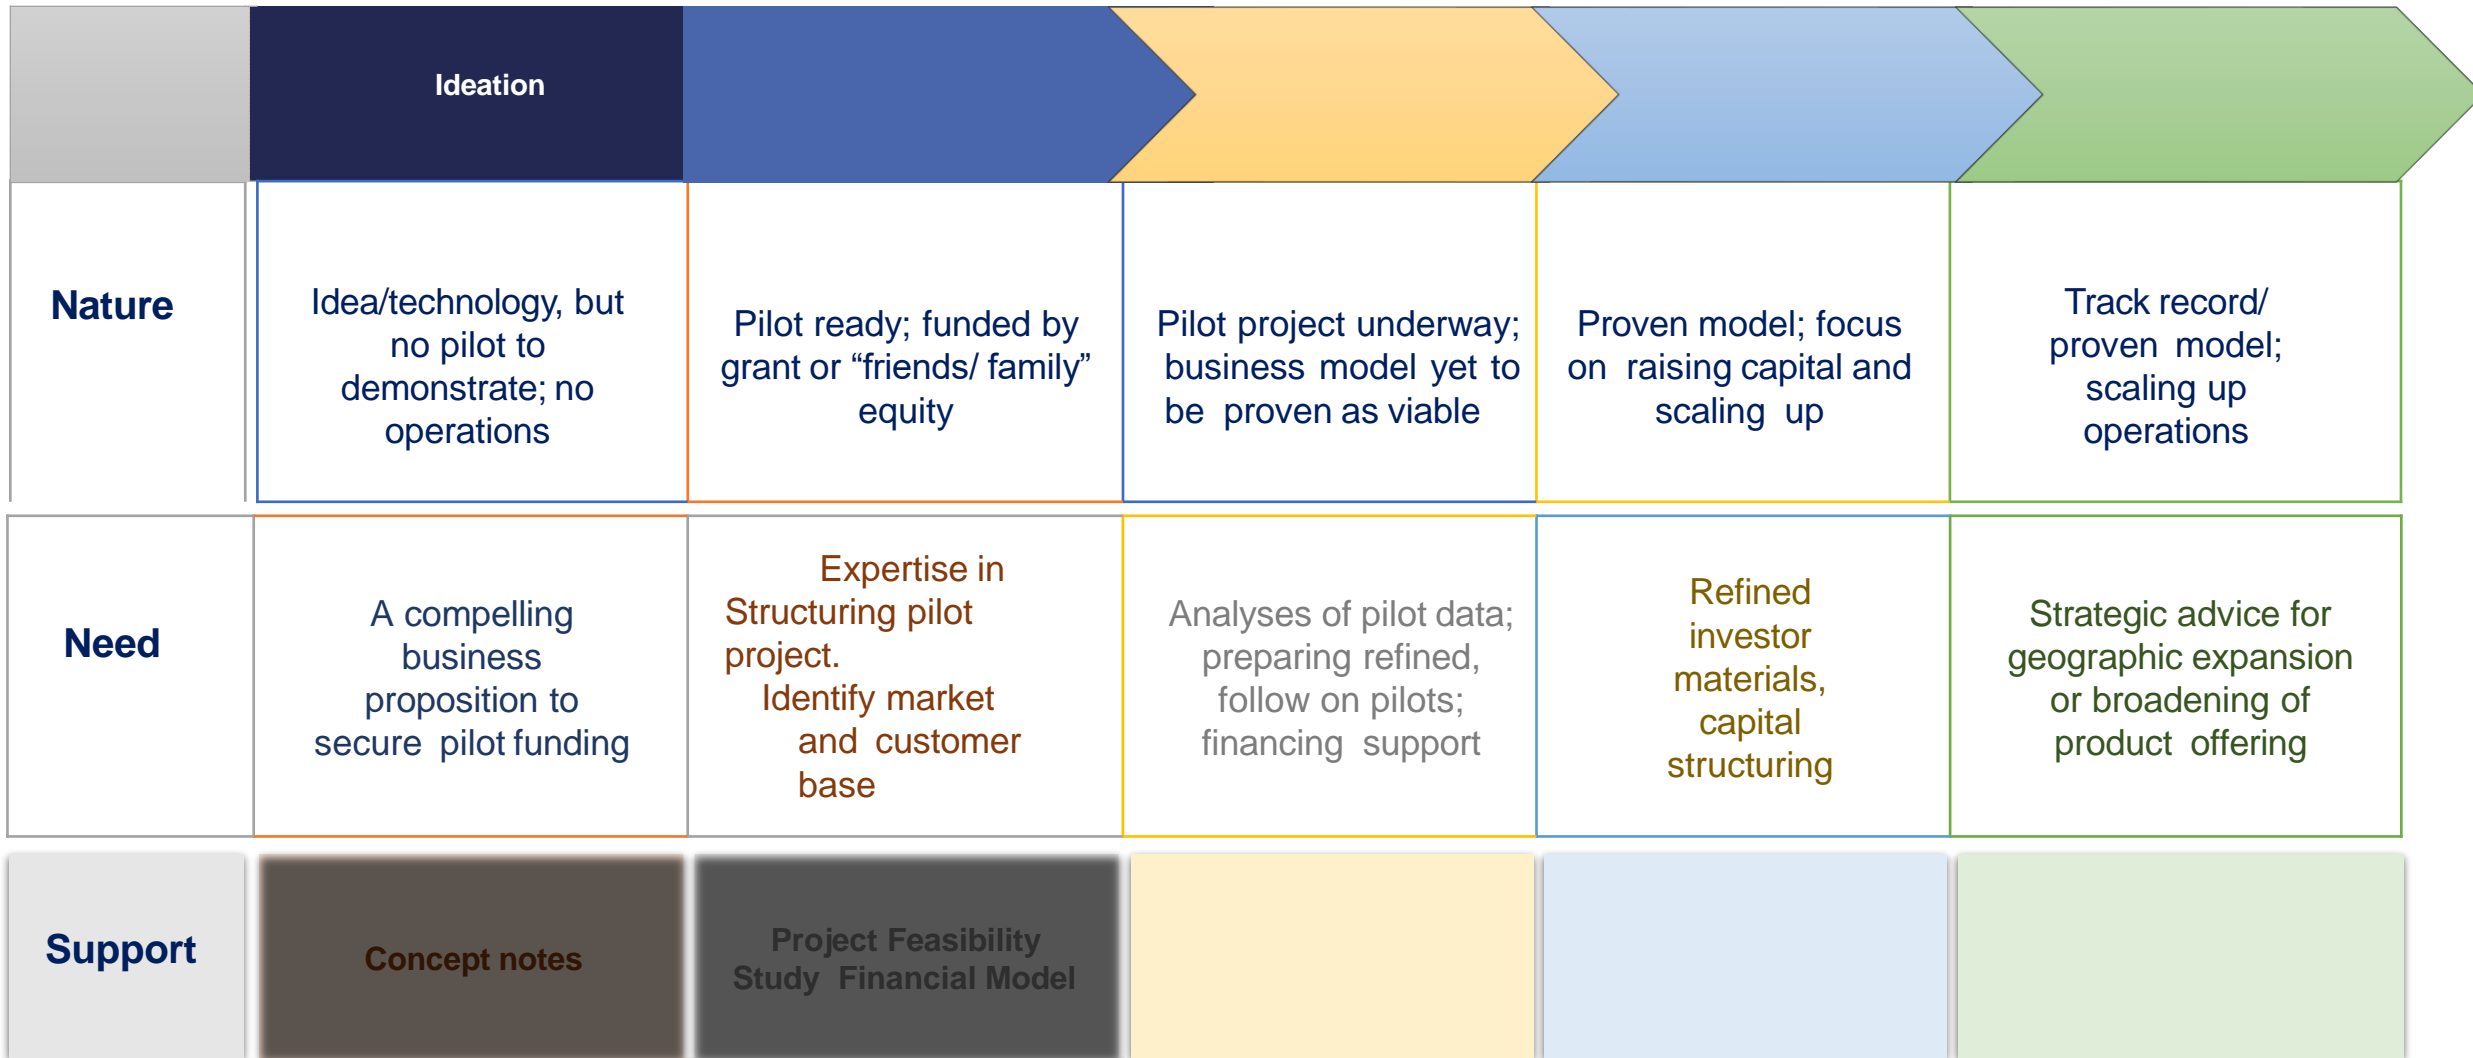 Ideation
Nature
Idea/technology, but
no pilot to
demonstrate; no
operations
Pilot ready; funded by
grant or “friends/ family”
equity
Pilot project underway;
business model yet to
be proven as viable
Proven model; focus
on raising capital and
scaling up
Track record/
proven model;
scaling up
operations
Need
A compelling
business
proposition to
secure pilot funding
Expertise in
Structuring pilot
project.
Identify market
and customer
base
Analyses of pilot data;
preparing refined,
follow on pilots;
financing support
Refined
investor
materials,
capital
structuring
Strategic advice for
geographic expansion
or broadening of
product offering
Support
Concept notes
Project Feasibility
Study Financial Model